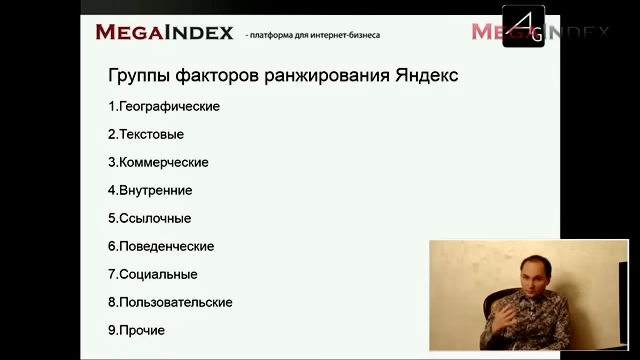 MEGAINDEX - платформа для интернет-бизнеса
MEGAINDEX
AG
Группы факторов ранжирования Яндекс
1.Географические
2.Текстовые
3.Коммерческие
4.Внутренние
5.Ссылочные
6.Поведенческие
7.Социальные
8.Пользовательские
9.Прочие